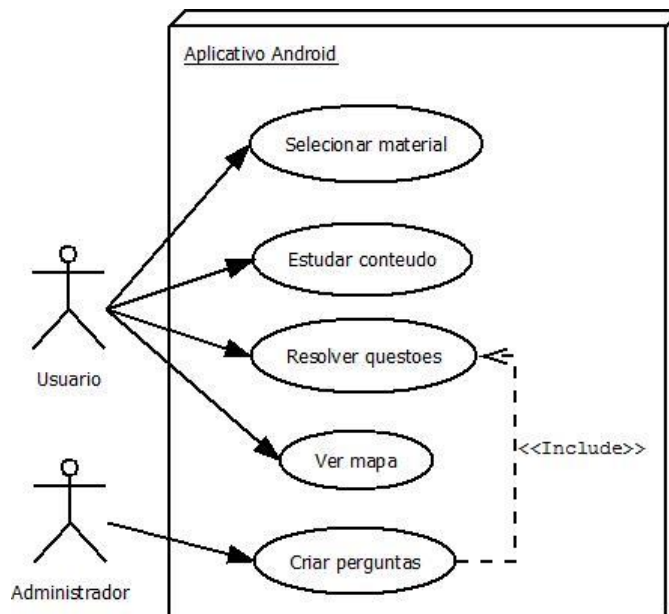 Aplicativo Android
Selecionar material
Estudar conteudo
Resolver questoes
Usuario
<<Include>>
Ver mapa
Criar perguntas
Administrador